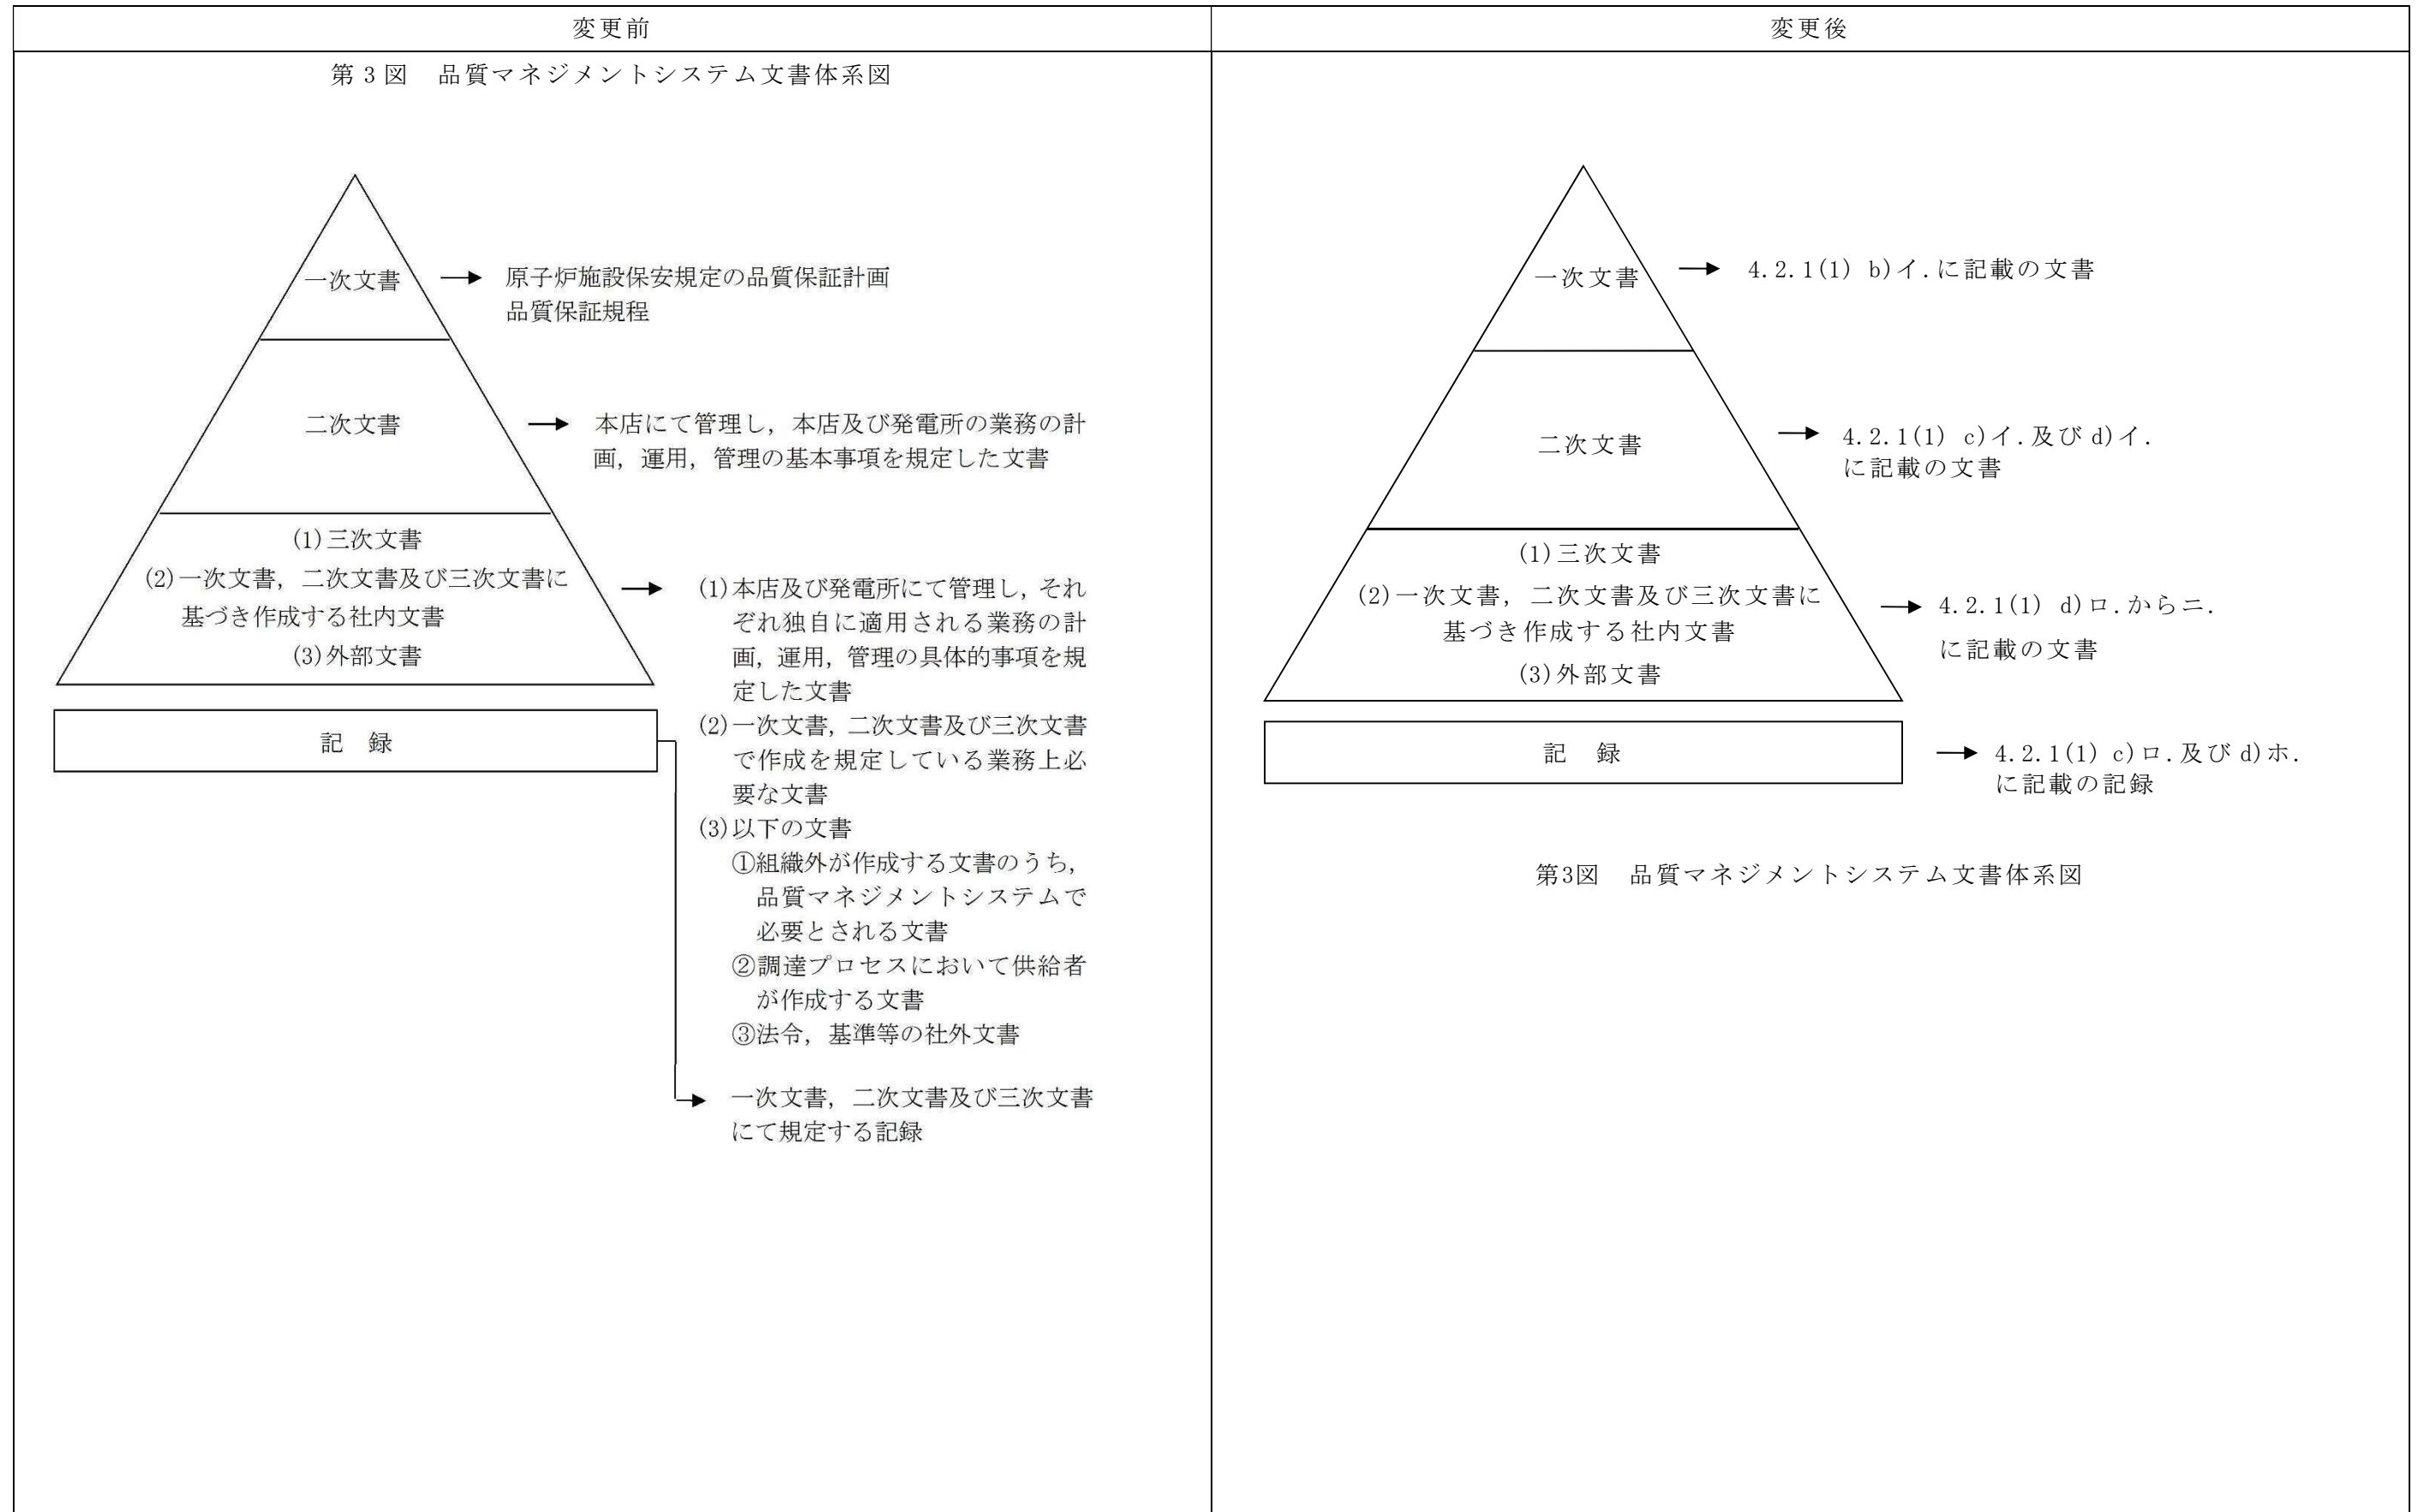 変更前
変更後
第3図　品質マネジメントシステム文書体系図
一次文書
原子炉施設保安規定の品質保証計画
品質保証規程
二次文書
本店にて管理し，本店及び発電所の業務の計
画，運用，管理の基本事項を規定した文書
(1)三次文書
(2)一次文書，二次文書及び三次文書に
基づき作成する社内文書
(3)外部文書
(1)本店及び発電所にて管理し，それ
ぞれ独自に適用される業務の計
画，運用，管理の具体的事項を規
定した文書
(2)一次文書，二次文書及び三次文書
で作成を規定している業務上必
要な文書
(3)以下の文書
①組織外が作成する文書のうち，
品質マネジメントシステムで
必要とされる文書
②調達プロセスにおいて供給者
が作成する文書
③法令，基準等の社外文書
記　録
一次文書，二次文書及び三次文書
にて規定する記録
一次文書
4.2.1(1) b)イ.に記載の文書
二次文書
4.2.1(1) c)イ.及び d)イ.
に記載の文書
(1)三次文書
(2)一次文書，二次文書及び三次文書に
基づき作成する社内文書
(3)外部文書
4.2.1(1) d)ロ.からニ.
に記載の文書
記　録
4.2.1(1) c)ロ.及び d)ホ.
に記載の記録
第3図　品質マネジメントシステム文書体系図